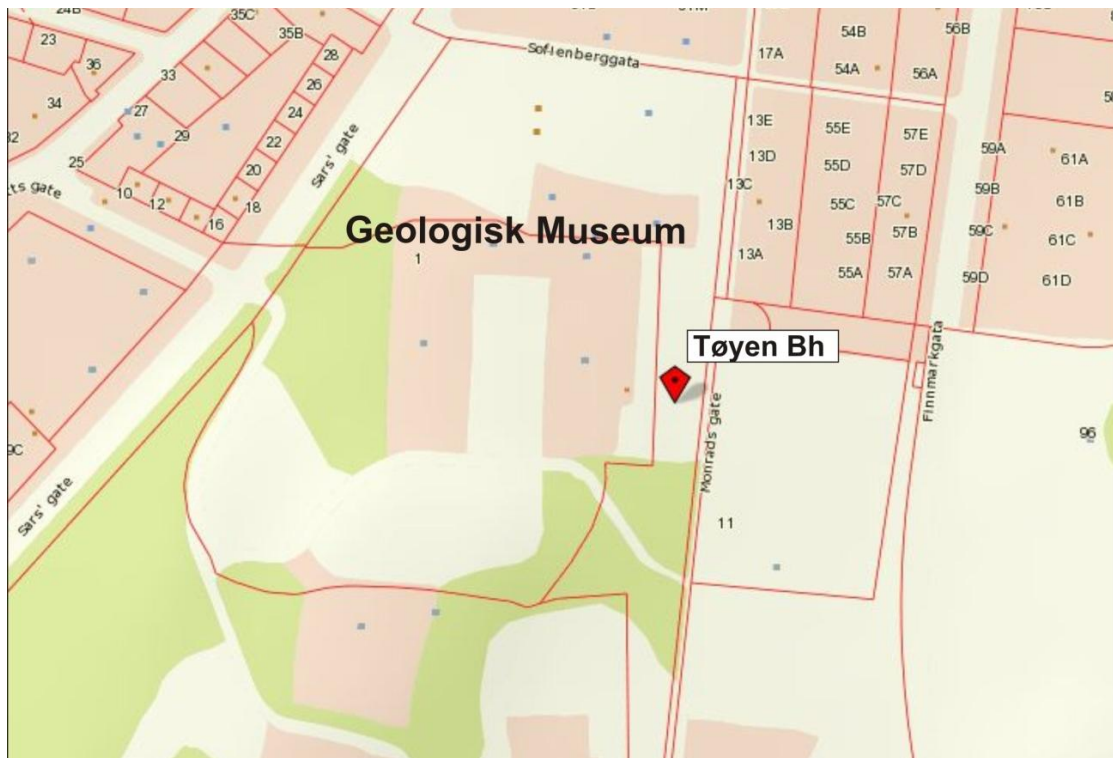 24B
35C
35B
23
36
33
28
26
34
27
24
29
22
25
20
10
12
18
16
Sars' gate
Sofienberggata
17A
54B
54A
56B
56A
13E
13D
13C
13B
13A
55E
55D
55C
55B
55A
57E
57D
57C
57B
57A
59A
59B
59C
59D
61A
61B
61C
61D
Geologisk Museum
1
Tøyen Bh
Monrads gate
Finnmarkgata
96
9C
Sars' gate
11